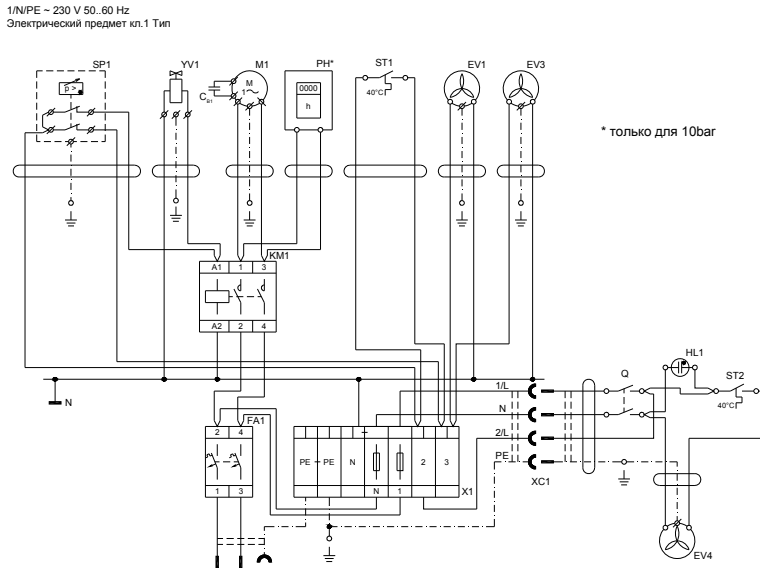 1/N/PE ~ 230 V 50..60 Hz
Электрический предмет кл.1 Тип
SP1
YV1
M1
PH*
ST1
EV1
EV3
p >
CB1
M
1~
0000
h
40°C
* только для 10bar
KM1
A1 1 3
A2 2 4
HL1
Q
ST2
1/L
N
N
40°C
2/L
FA1
2 4
PE PE N 2 3
PE
XC1
1 3
N 1
X1
EV4